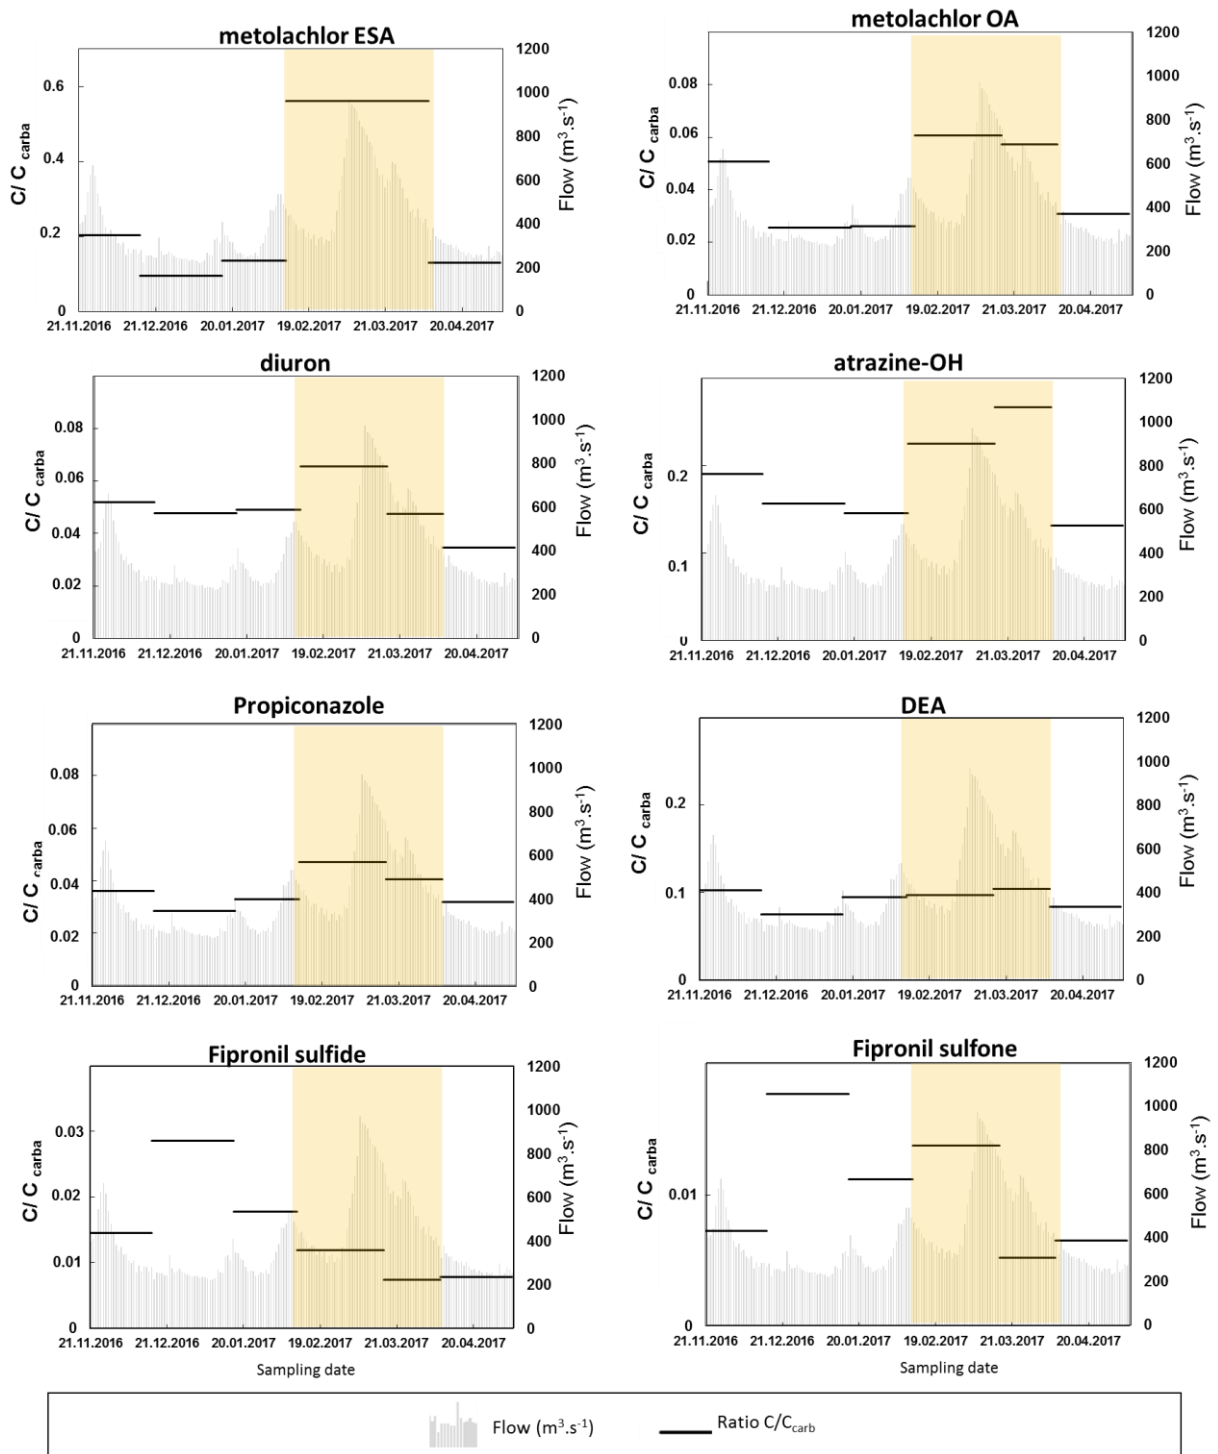 metolachlor ESA
C/ C carba
0.6
0.4
0.2
0
1200
1000
800
600
400
200
0
Flow (m³.s⁻¹)
21.11.2016 21.12.2016 20.01.2017 19.02.2017 21.03.2017 20.04.2017
metolachlor OA
C/ C carba
0.08
0.06
0.04
0.02
0
1200
1000
800
600
400
200
0
Flow (m³.s⁻¹)
21.11.2016 21.12.2016 20.01.2017 19.02.2017 21.03.2017 20.04.2017
diuron
C/ C carba
0.08
0.06
0.04
0.02
0
1200
1000
800
600
400
200
0
Flow (m³.s⁻¹)
21.11.2016 21.12.2016 20.01.2017 19.02.2017 21.03.2017 20.04.2017
atrazine-OH
C/ C carba
0.2
0.1
0
1200
1000
800
600
400
200
0
Flow (m³.s⁻¹)
21.11.2016 21.12.2016 20.01.2017 19.02.2017 21.03.2017 20.04.2017
Propiconazole
C/ C carba
0.08
0.06
0.04
0.02
0
1200
1000
800
600
400
200
0
Flow (m³.s⁻¹)
21.11.2016 21.12.2016 20.01.2017 19.02.2017 21.03.2017 20.04.2017
DEA
C/ C carba
0.2
0.1
0
1200
1000
800
600
400
200
0
Flow (m³.s⁻¹)
21.11.2016 21.12.2016 20.01.2017 19.02.2017 21.03.2017 20.04.2017
Fipronil sulfide
C/ C carba
0.03
0.02
0.01
0
1200
1000
800
600
400
200
0
Flow (m³.s⁻¹)
21.11.2016 21.12.2016 20.01.2017 19.02.2017 21.03.2017 20.04.2017
Sampling date
Fipronil sulfone
C/ C carba
0.01
0
1200
1000
800
600
400
200
0
Flow (m³.s⁻¹)
21.11.2016 21.12.2016 20.01.2017 19.02.2017 21.03.2017 20.04.2017
Sampling date
Flow (m³.s⁻¹) Ratio C/Ccarb